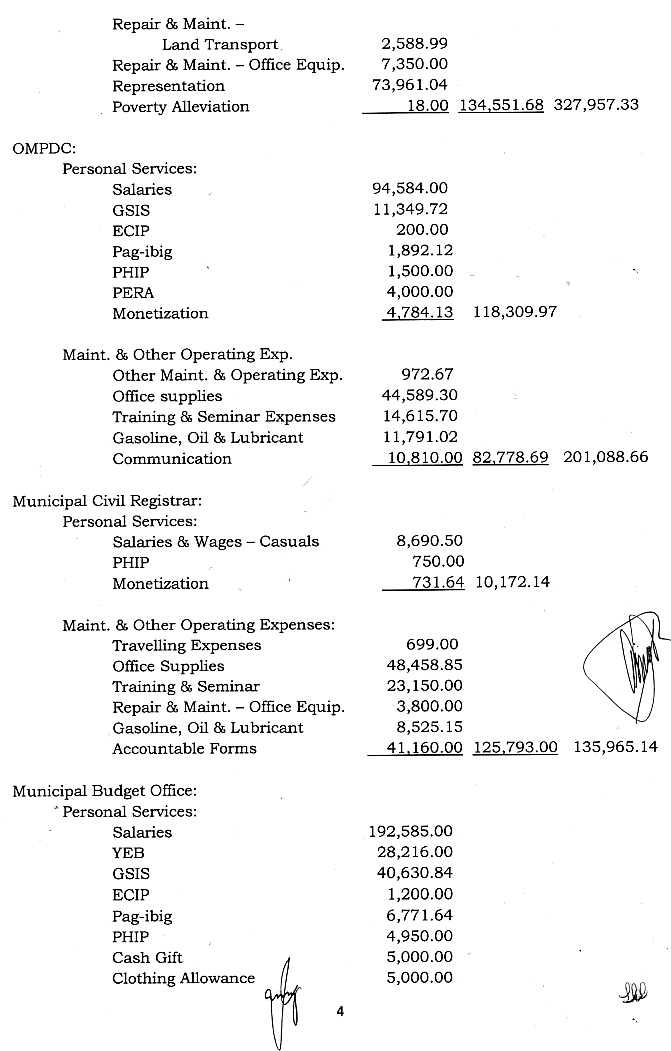 Repair & Maint. –
Land Transport 2,588.99
Repair & Maint. – Office Equip. 7,350.00
Representation 73,961.04
Poverty Alleviation 18.00 134,551.68 327,957.33
OMPDC:
Personal Services:
Salaries 94,584.00
GSIS 11,349.72
ECIP 200.00
Pag-ibig 1,892.12
PHIP 1,500.00
PERA 4,000.00
Monetization 4,784.13 118,309.97
Maint. & Other Operating Exp.
Other Maint. & Operating Exp. 972.67
Office supplies 44,589.30
Training & Seminar Expenses 14,615.70
Gasoline, Oil & Lubricant 11,791.02
Communication 10,810.00 82,778.69 201,088.66
Municipal Civil Registrar:
Personal Services:
Salaries & Wages – Casuals 8,690.50
PHIP 750.00
Monetization 731.64 10,172.14
Maint. & Other Operating Expenses:
Travelling Expenses 699.00
Office Supplies 48,458.85
Training & Seminar 23,150.00
Repair & Maint. – Office Equip. 3,800.00
Gasoline, Oil & Lubricant 8,525.15
Accountable Forms 41,160.00 125,793.00 135,965.14
Municipal Budget Office:
Personal Services:
Salaries 192,585.00
YEB 28,216.00
GSIS 40,630.84
ECIP 1,200.00
Pag-ibig 6,771.64
PHIP 4,950.00
Cash Gift 5,000.00
Clothing Allowance 5,000.00
4